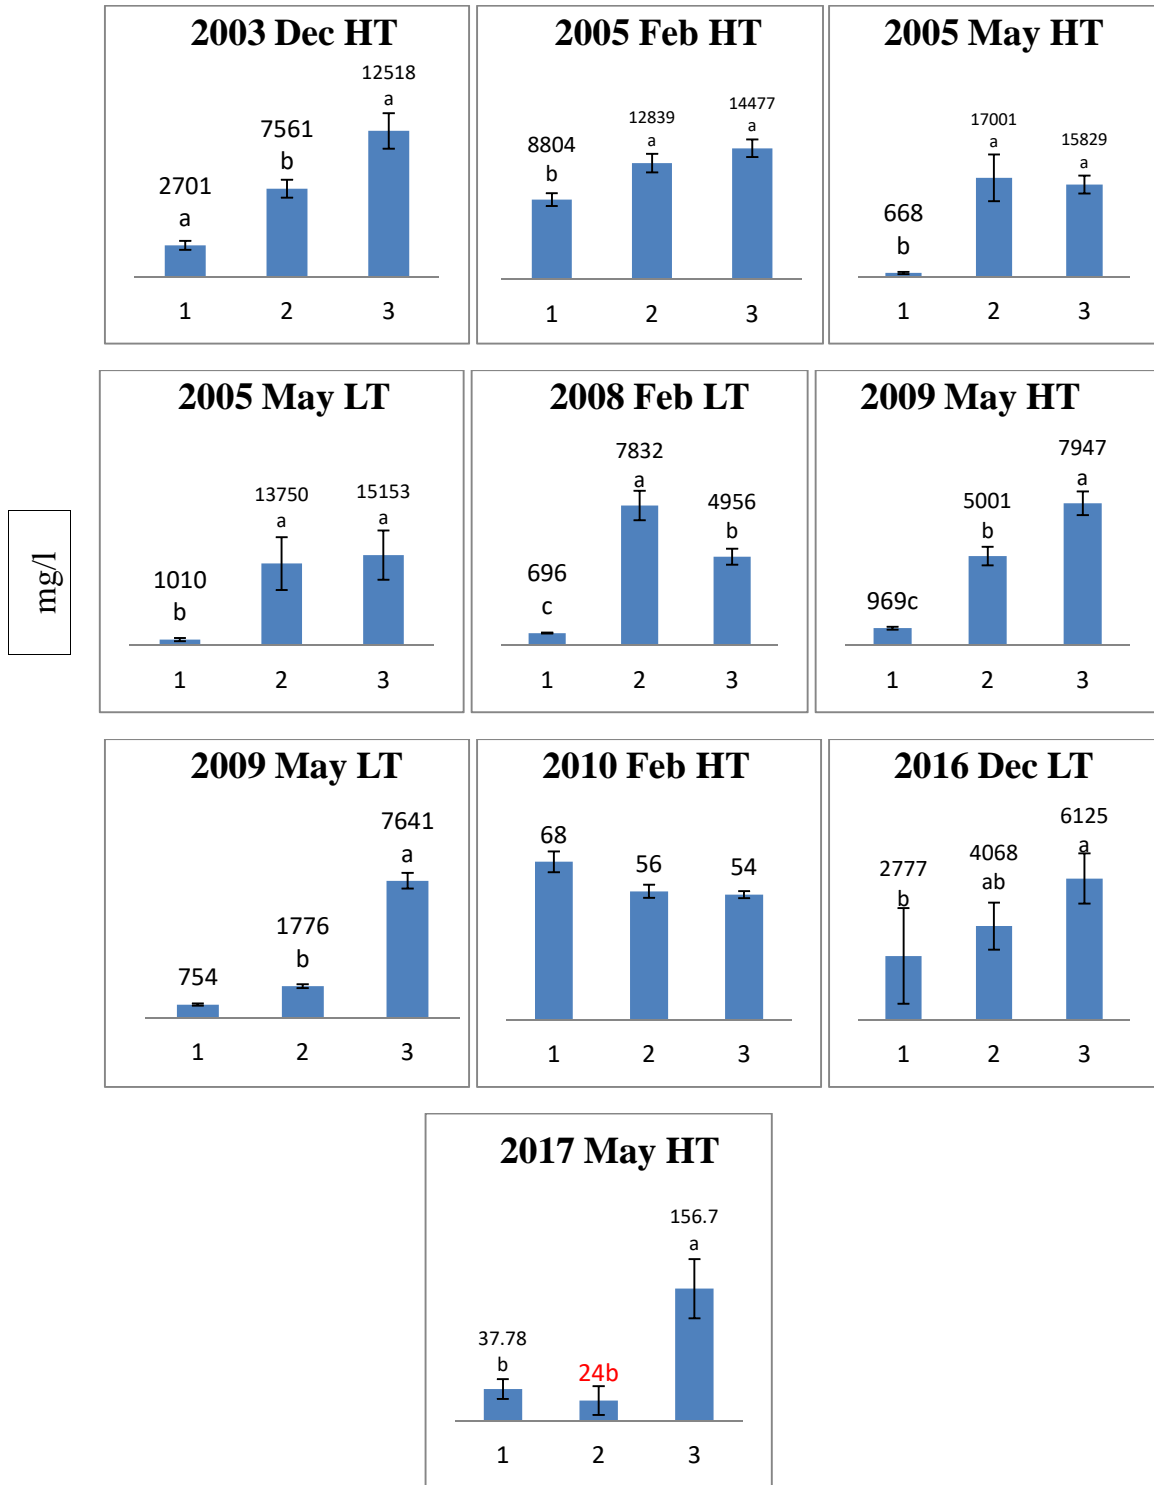 2003 Dec HT
12518
a
7561
b
2701
a
1 2 3
2005 Feb HT
14477
a
12839
a
8804
b
1 2 3
2005 May HT
17001
a
15829
a
668
b
1 2 3
mg/l
2005 May LT
13750
a
15153
a
1010
b
1 2 3
2008 Feb LT
7832
a
4956
b
696
c
1 2 3
2009 May HT
7947
a
5001
b
969c
1 2 3
2009 May LT
7641
a
1776
b
754
1 2 3
2010 Feb HT
68
56
54
1 2 3
2016 Dec LT
6125
a
4068
ab
2777
b
1 2 3
2017 May HT
156.7
a
37.78
b
24b
1 2 3